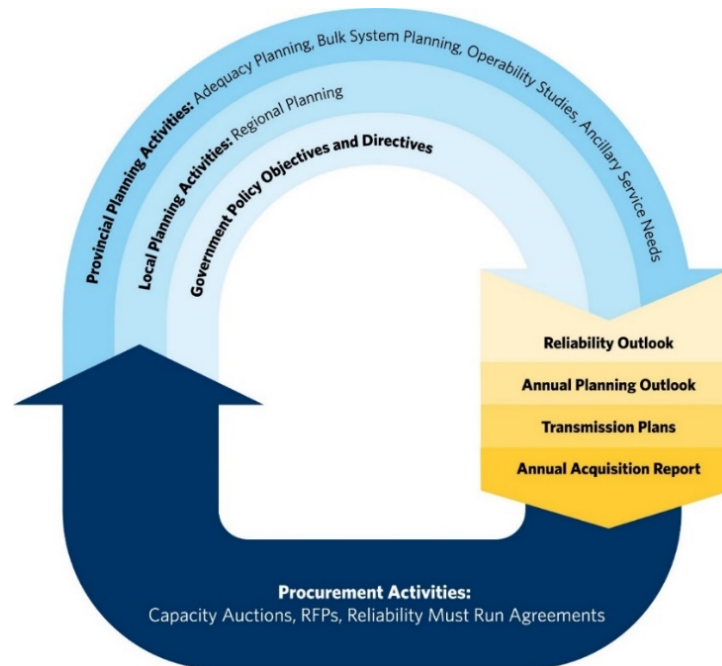 Provincial Planning Activities: Adequacy Planning, Bulk System Planning, Operability Studies, Ancillary Service Needs
Local Planning Activities: Regional Planning
Government Policy Objectives and Directives
Reliability Outlook
Annual Planning Outlook
Transmission Plans
Annual Acquisition Report
Procurement Activities:
Capacity Auctions, RFPs, Reliability Must Run Agreements